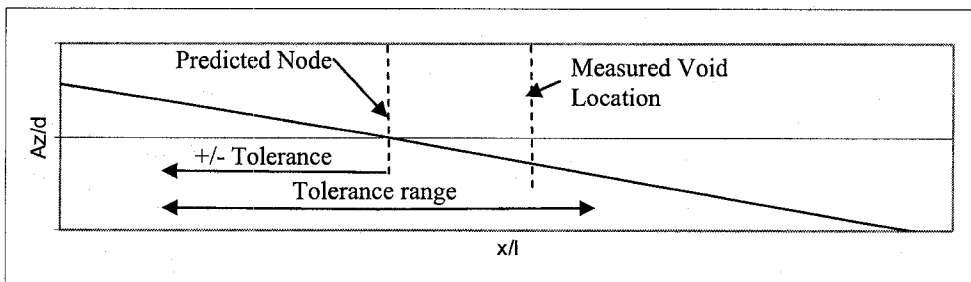 Predicted Node
Measured Void
Location
Az/d
+/- Tolerance
Tolerance range
x/l